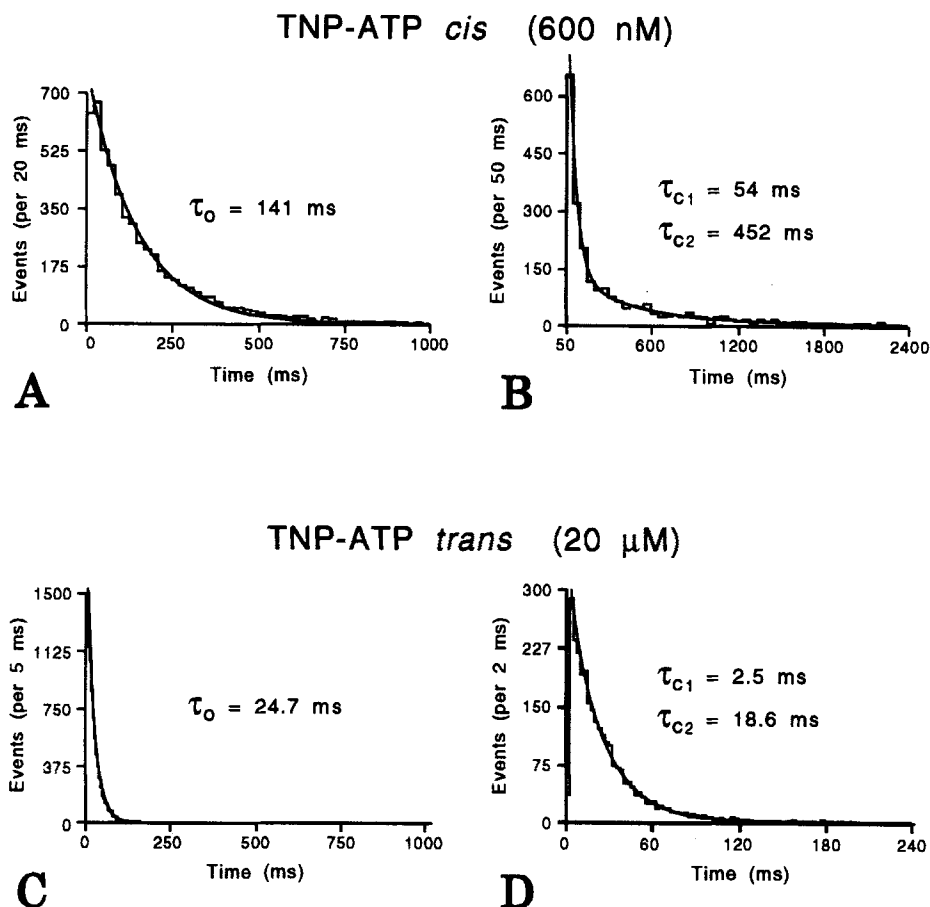 TNP-ATP cis (600 nM)
Events (per 20 ms)
700
525
350
175
0
τO = 141 ms
0 250 500 750 1000
Time (ms)
A
Events (per 50 ms)
600
450
300
150
0
τC1 = 54 ms
τC2 = 452 ms
50 600 1200 1800 2400
Time (ms)
B
TNP-ATP trans (20 µM)
Events (per 5 ms)
1500
1125
750
375
0
τO = 24.7 ms
0 250 500 750 1000
Time (ms)
C
Events (per 2 ms)
300
227
150
75
0
τC1 = 2.5 ms
τC2 = 18.6 ms
0 60 120 180 240
Time (ms)
D